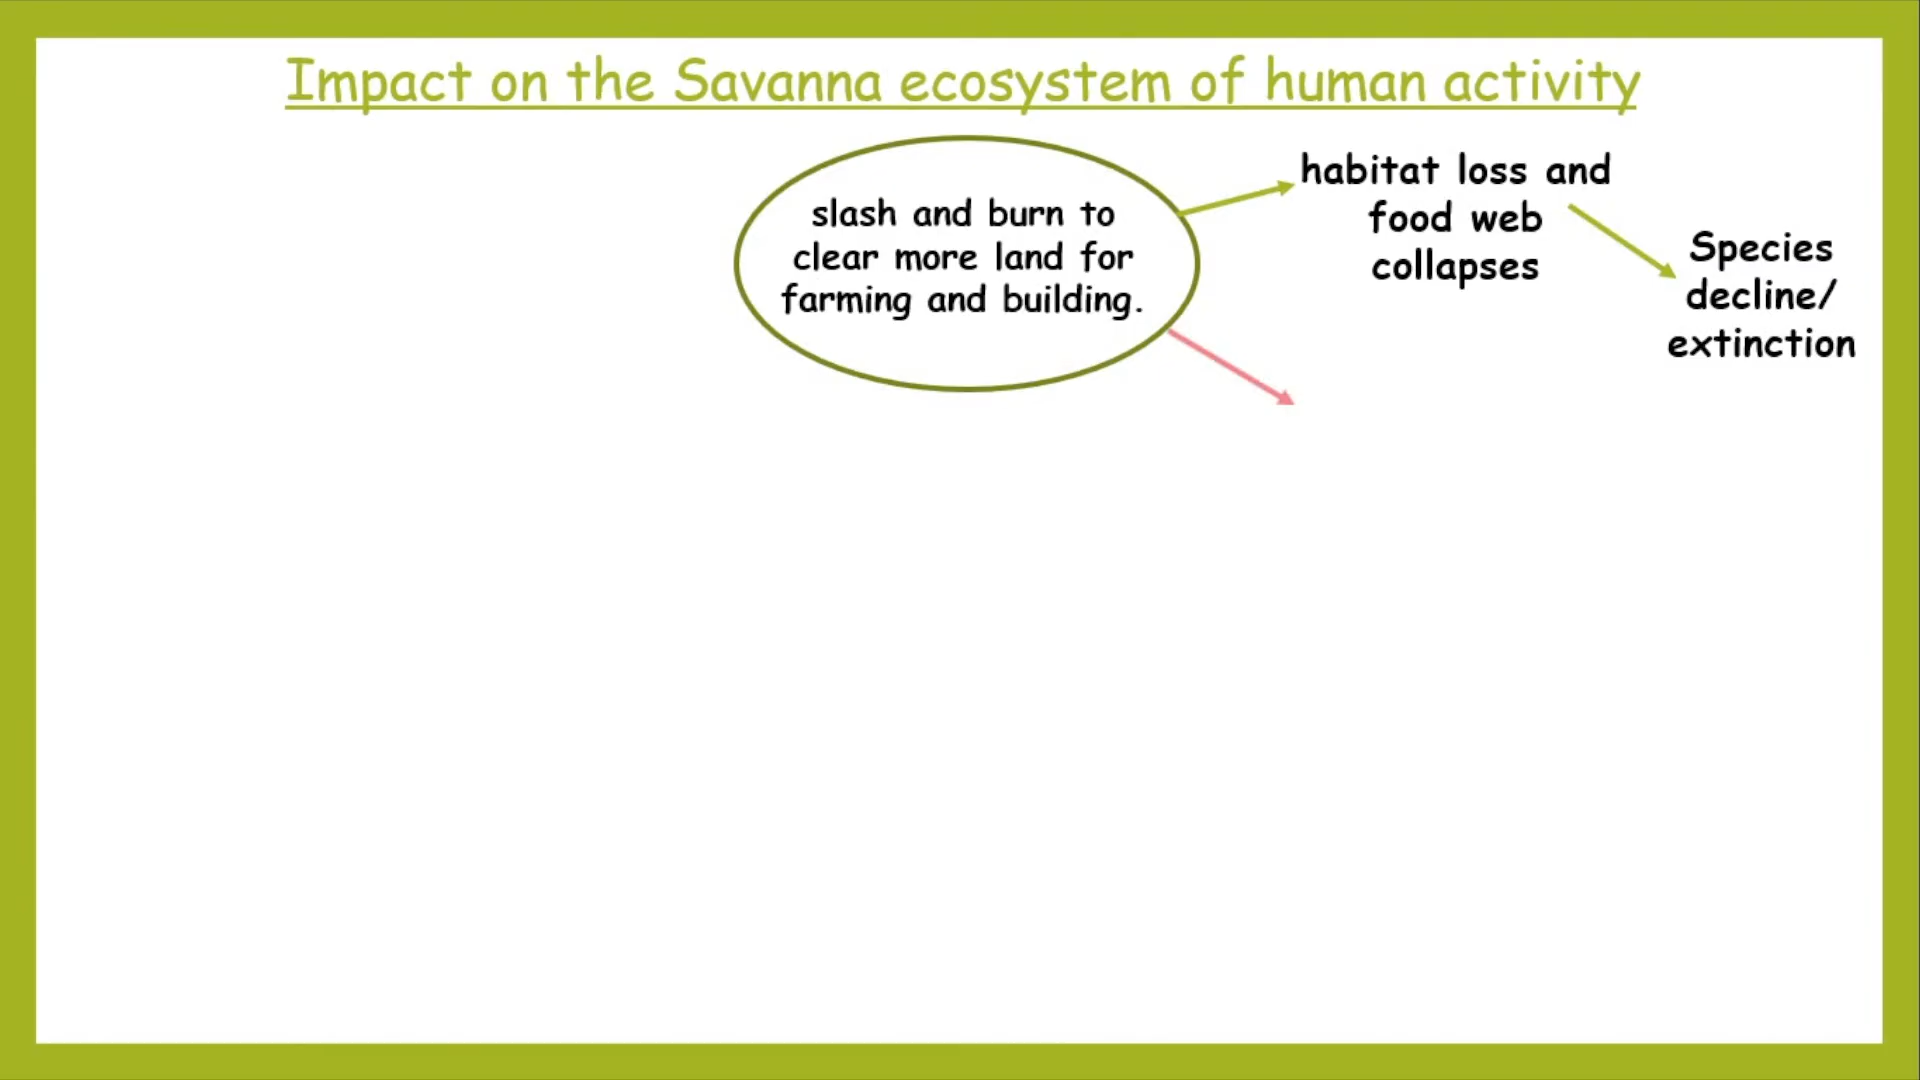 Impact on the Savanna ecosystem of human activity
slash and burn to
clear more land for
farming and building.
habitat loss and
food web
collapses
Species
decline/
extinction